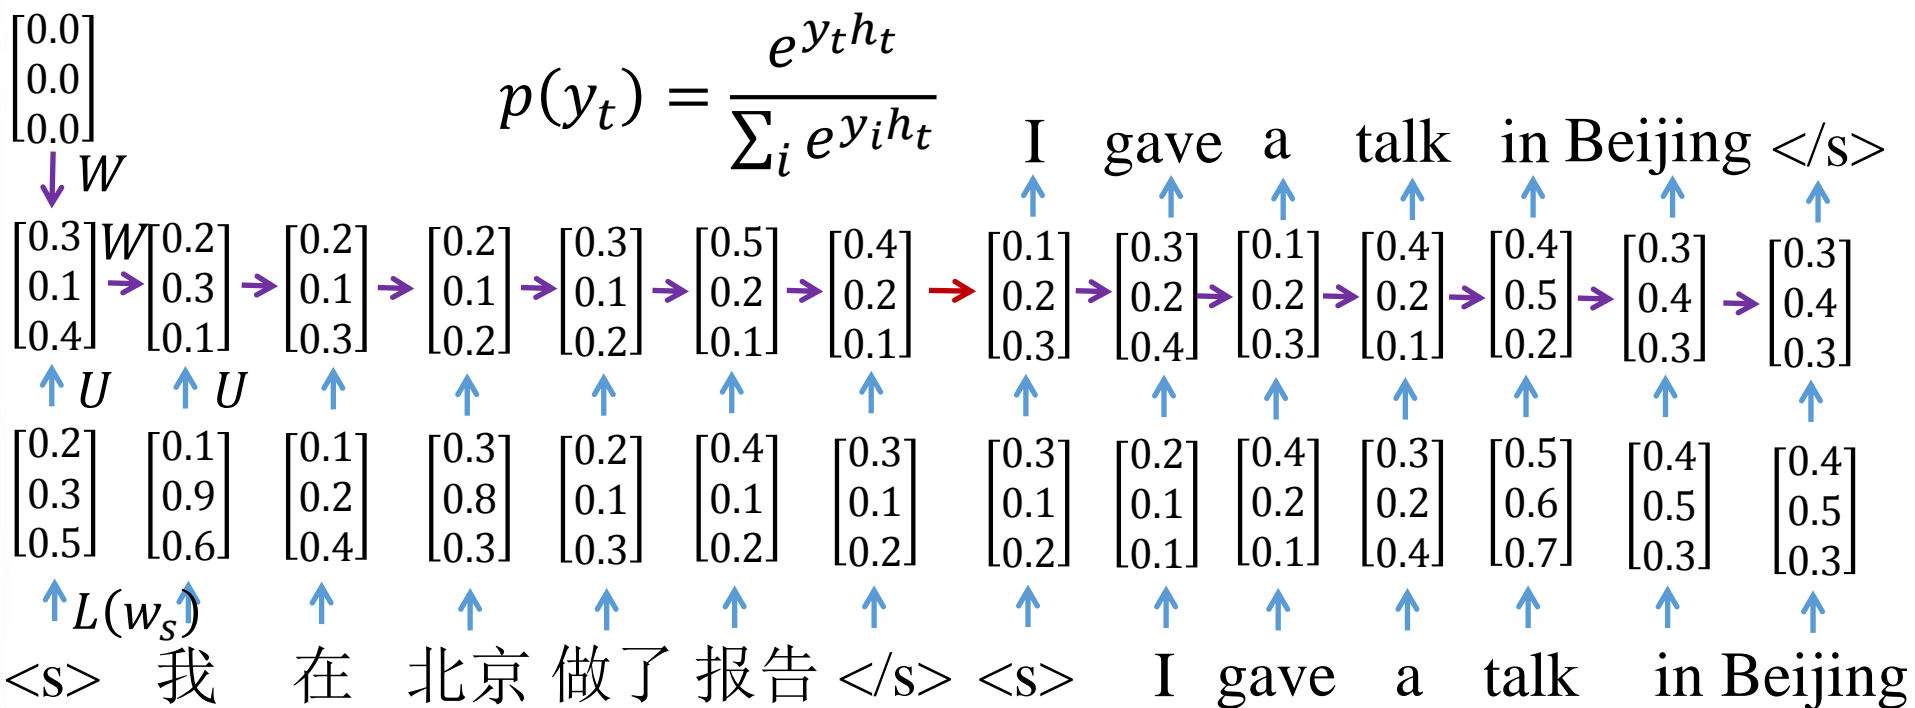 [0.0 0.0 0.0]
p(y_t) = e^{y_t h_t} / ∑_i e^{y_i h_t}
I gave a talk in Beijing </s>
W
[0.3 0.1 0.4] W [0.2 0.3 0.1] [0.2 0.1 0.3] [0.2 0.1 0.2] [0.3 0.1 0.2] [0.5 0.2 0.1] [0.4 0.2 0.1] [0.1 0.2 0.3] [0.3 0.2 0.4] [0.1 0.2 0.3] [0.4 0.2 0.1] [0.4 0.5 0.2] [0.3 0.4 0.3] [0.3 0.4 0.3]
U U
[0.2 0.3 0.5] [0.1 0.9 0.6] [0.1 0.2 0.4] [0.3 0.8 0.3] [0.2 0.1 0.3] [0.4 0.1 0.2] [0.3 0.1 0.2] [0.3 0.1 0.2] [0.2 0.1 0.1] [0.4 0.2 0.1] [0.3 0.2 0.4] [0.5 0.6 0.7] [0.4 0.5 0.3] [0.4 0.5 0.3]
L(w_s)
<s> 我 在 北京 做了 报告 </s> <s> I gave a talk in Beijing